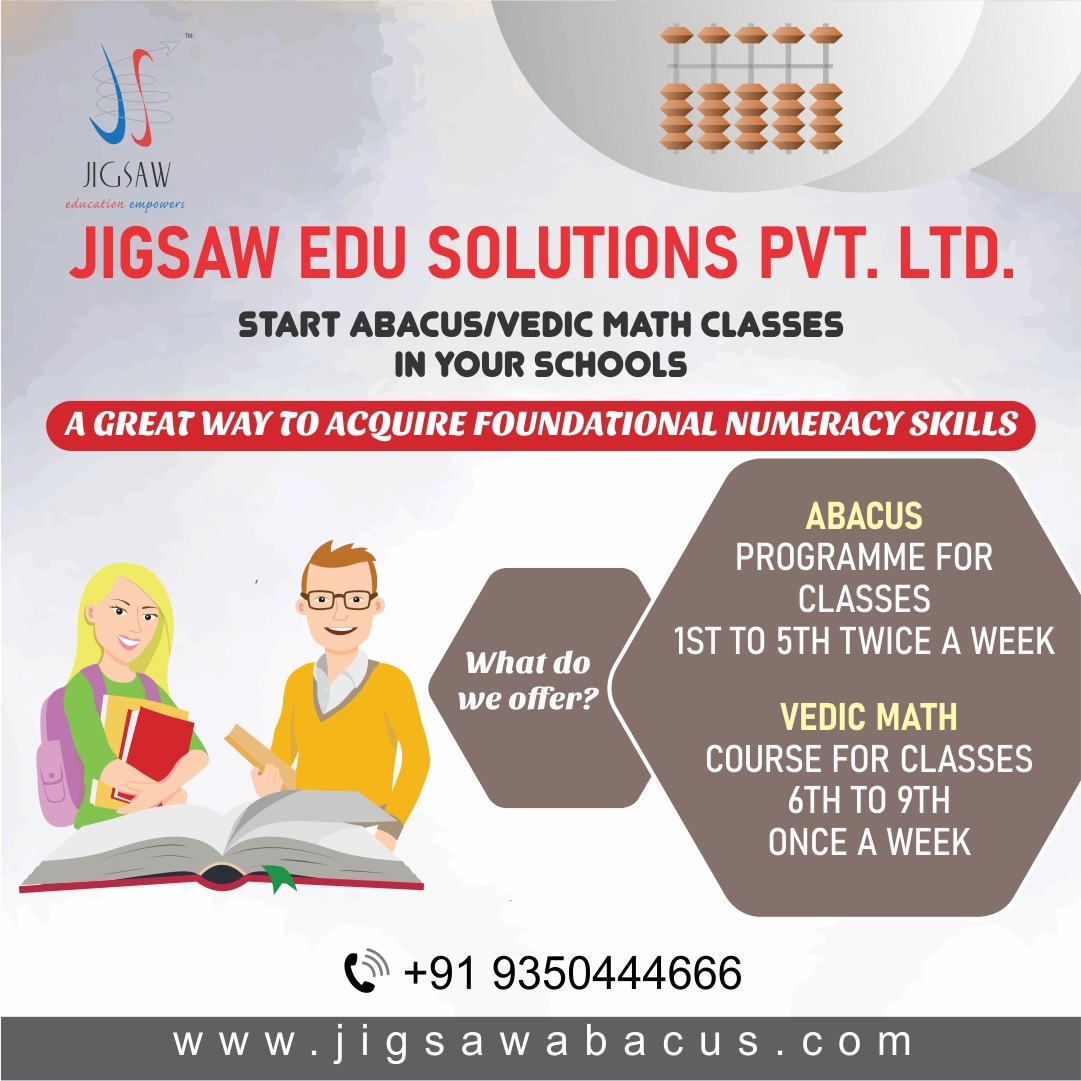 TM
JIGSAW
education empowers
JIGSAW EDU SOLUTIONS PVT. LTD.
START ABACUS/VEDIC MATH CLASSES
IN YOUR SCHOOLS
A GREAT WAY TO ACQUIRE FOUNDATIONAL NUMERACY SKILLS
What do
we offer?
ABACUS
PROGRAMME FOR
CLASSES
1ST TO 5TH TWICE A WEEK
VEDIC MATH
COURSE FOR CLASSES
6TH TO 9TH
ONCE A WEEK
+91 9350444666
www.jigsawabacus.com